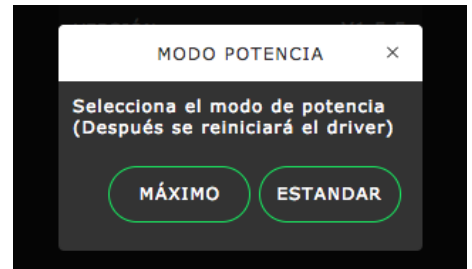 MODO POTENCIA ×
Selecciona el modo de potencia
(Después se reiniciará el driver)
MÁXIMO ESTANDAR